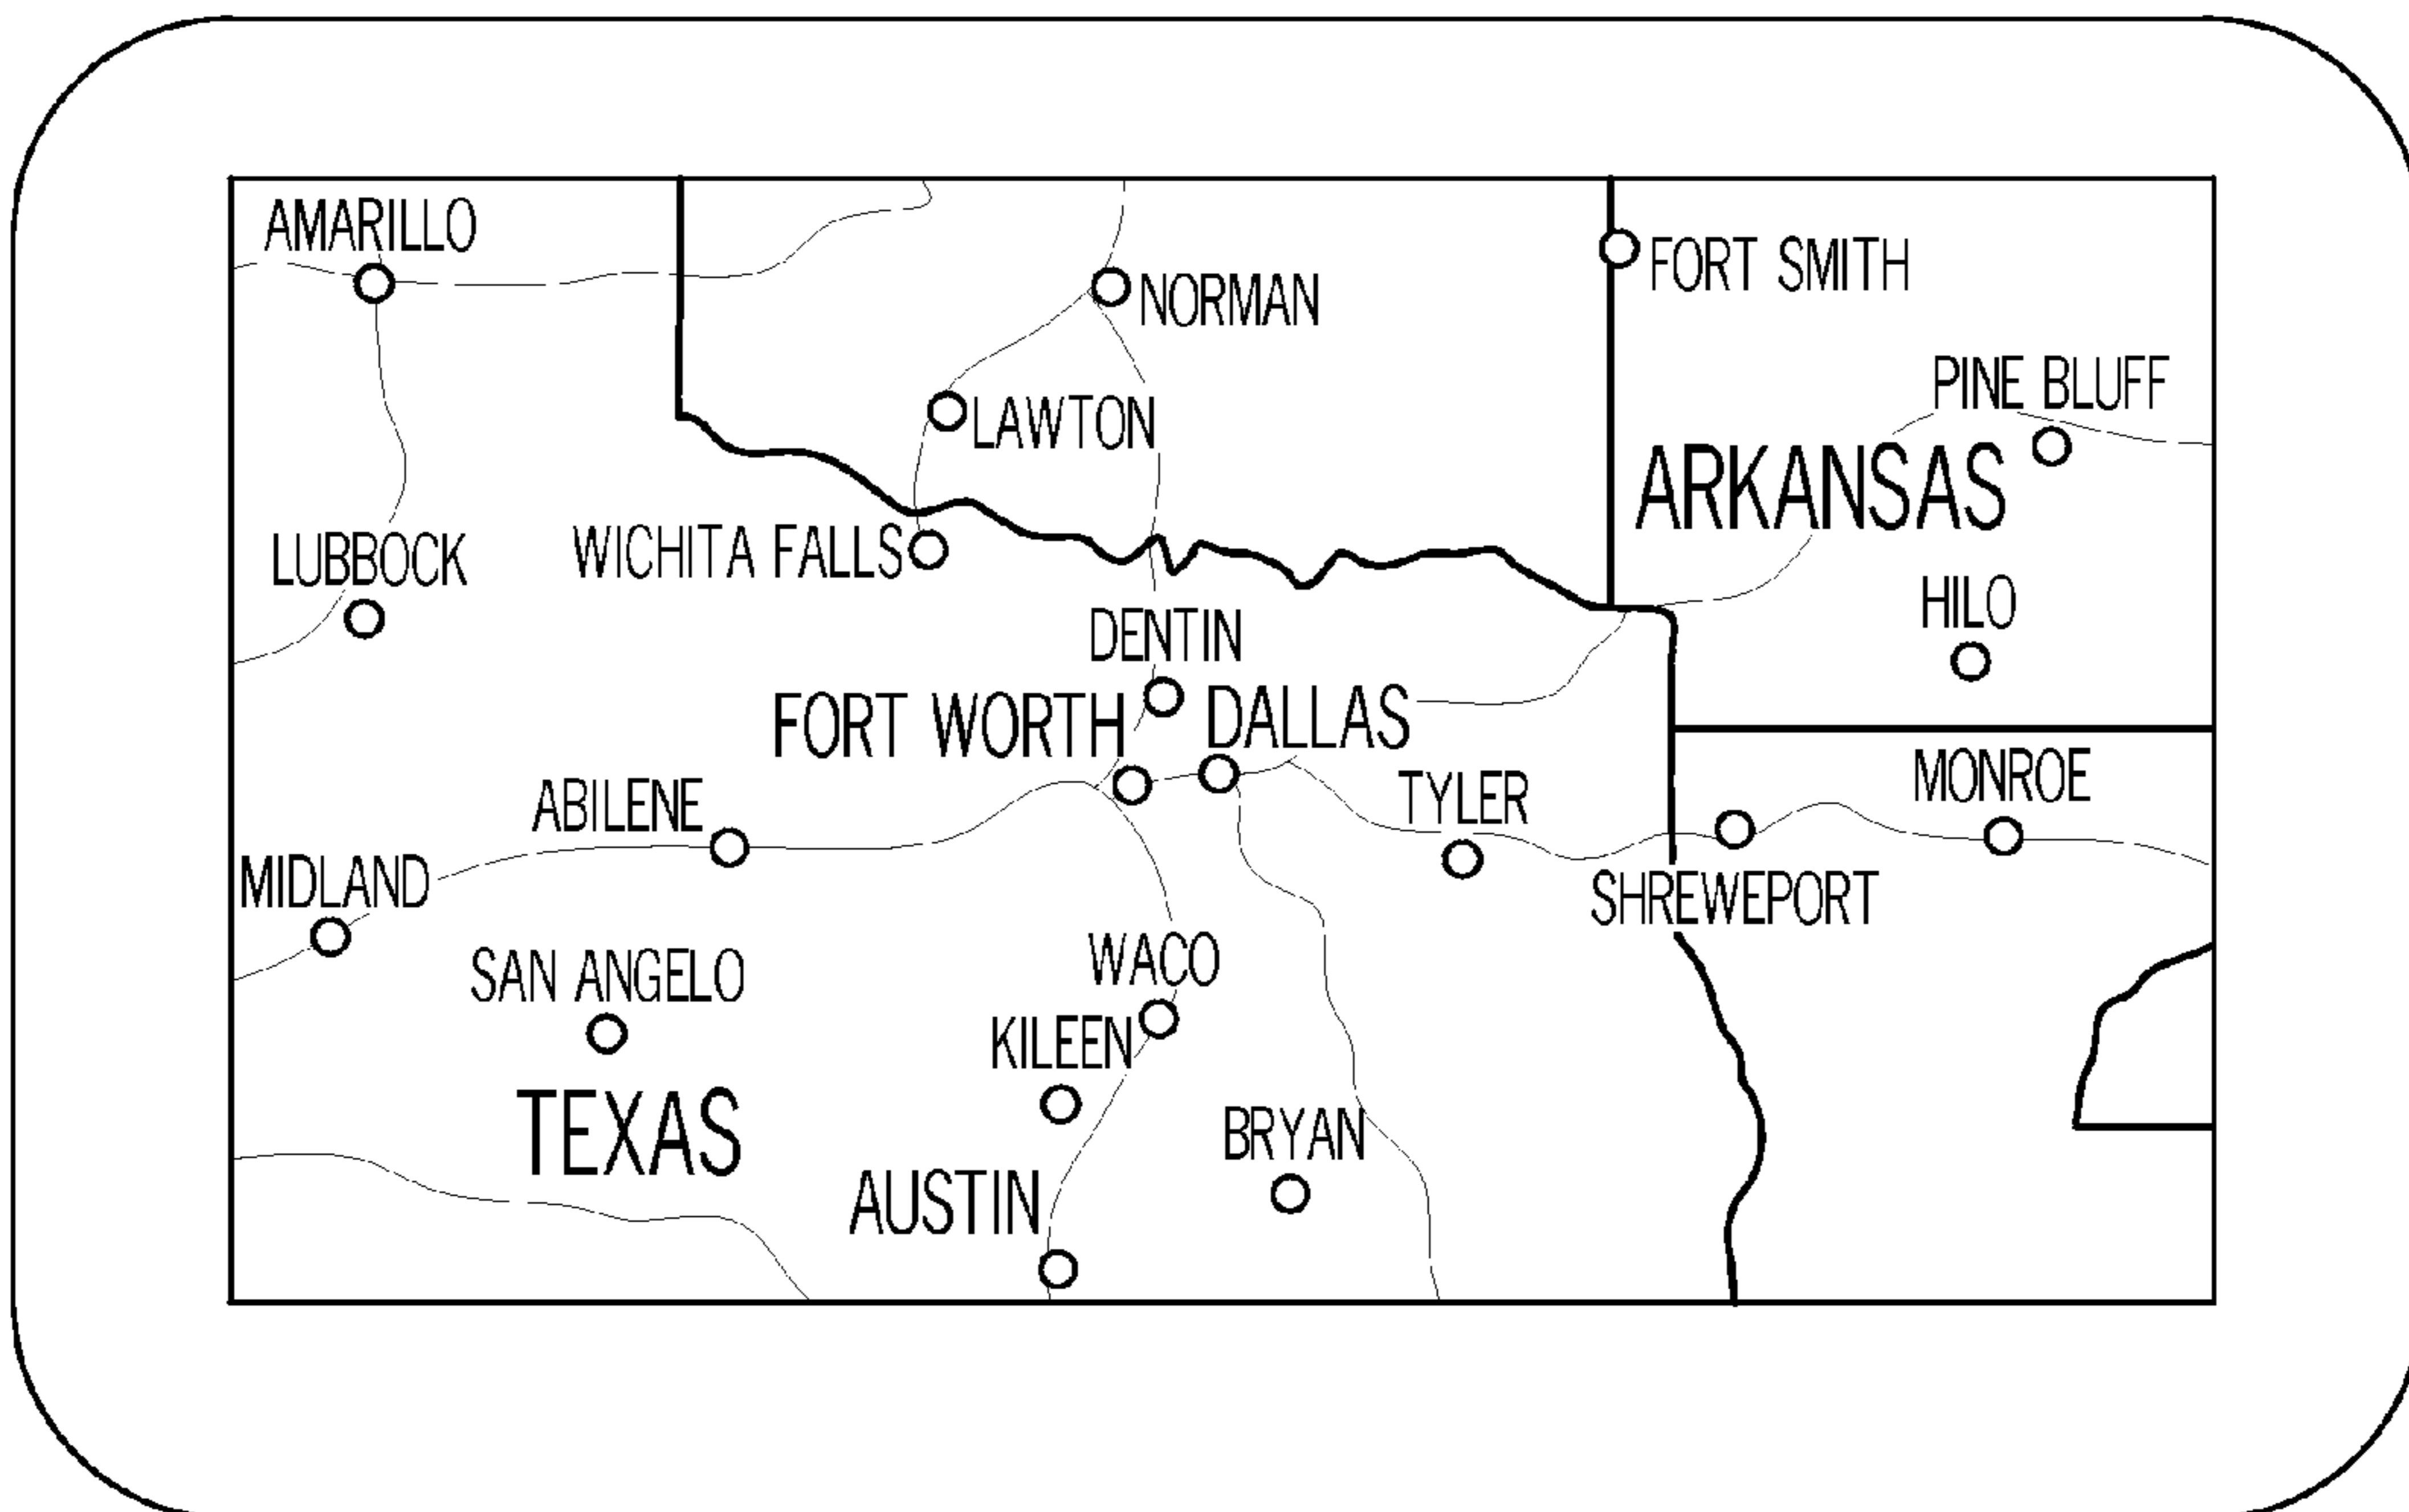 AMARILLO
FORT SMITH
NORMAN
PINE BLUFF
LAWTON
ARKANSAS
LUBBOCK
WICHITA FALLS
HILO
DENTIN
FORT WORTH
DALLAS
MONROE
ABILENE
TYLER
MIDLAND
SHREWEPORT
WACO
SAN ANGELO
KILEEN
TEXAS
BRYAN
AUSTIN